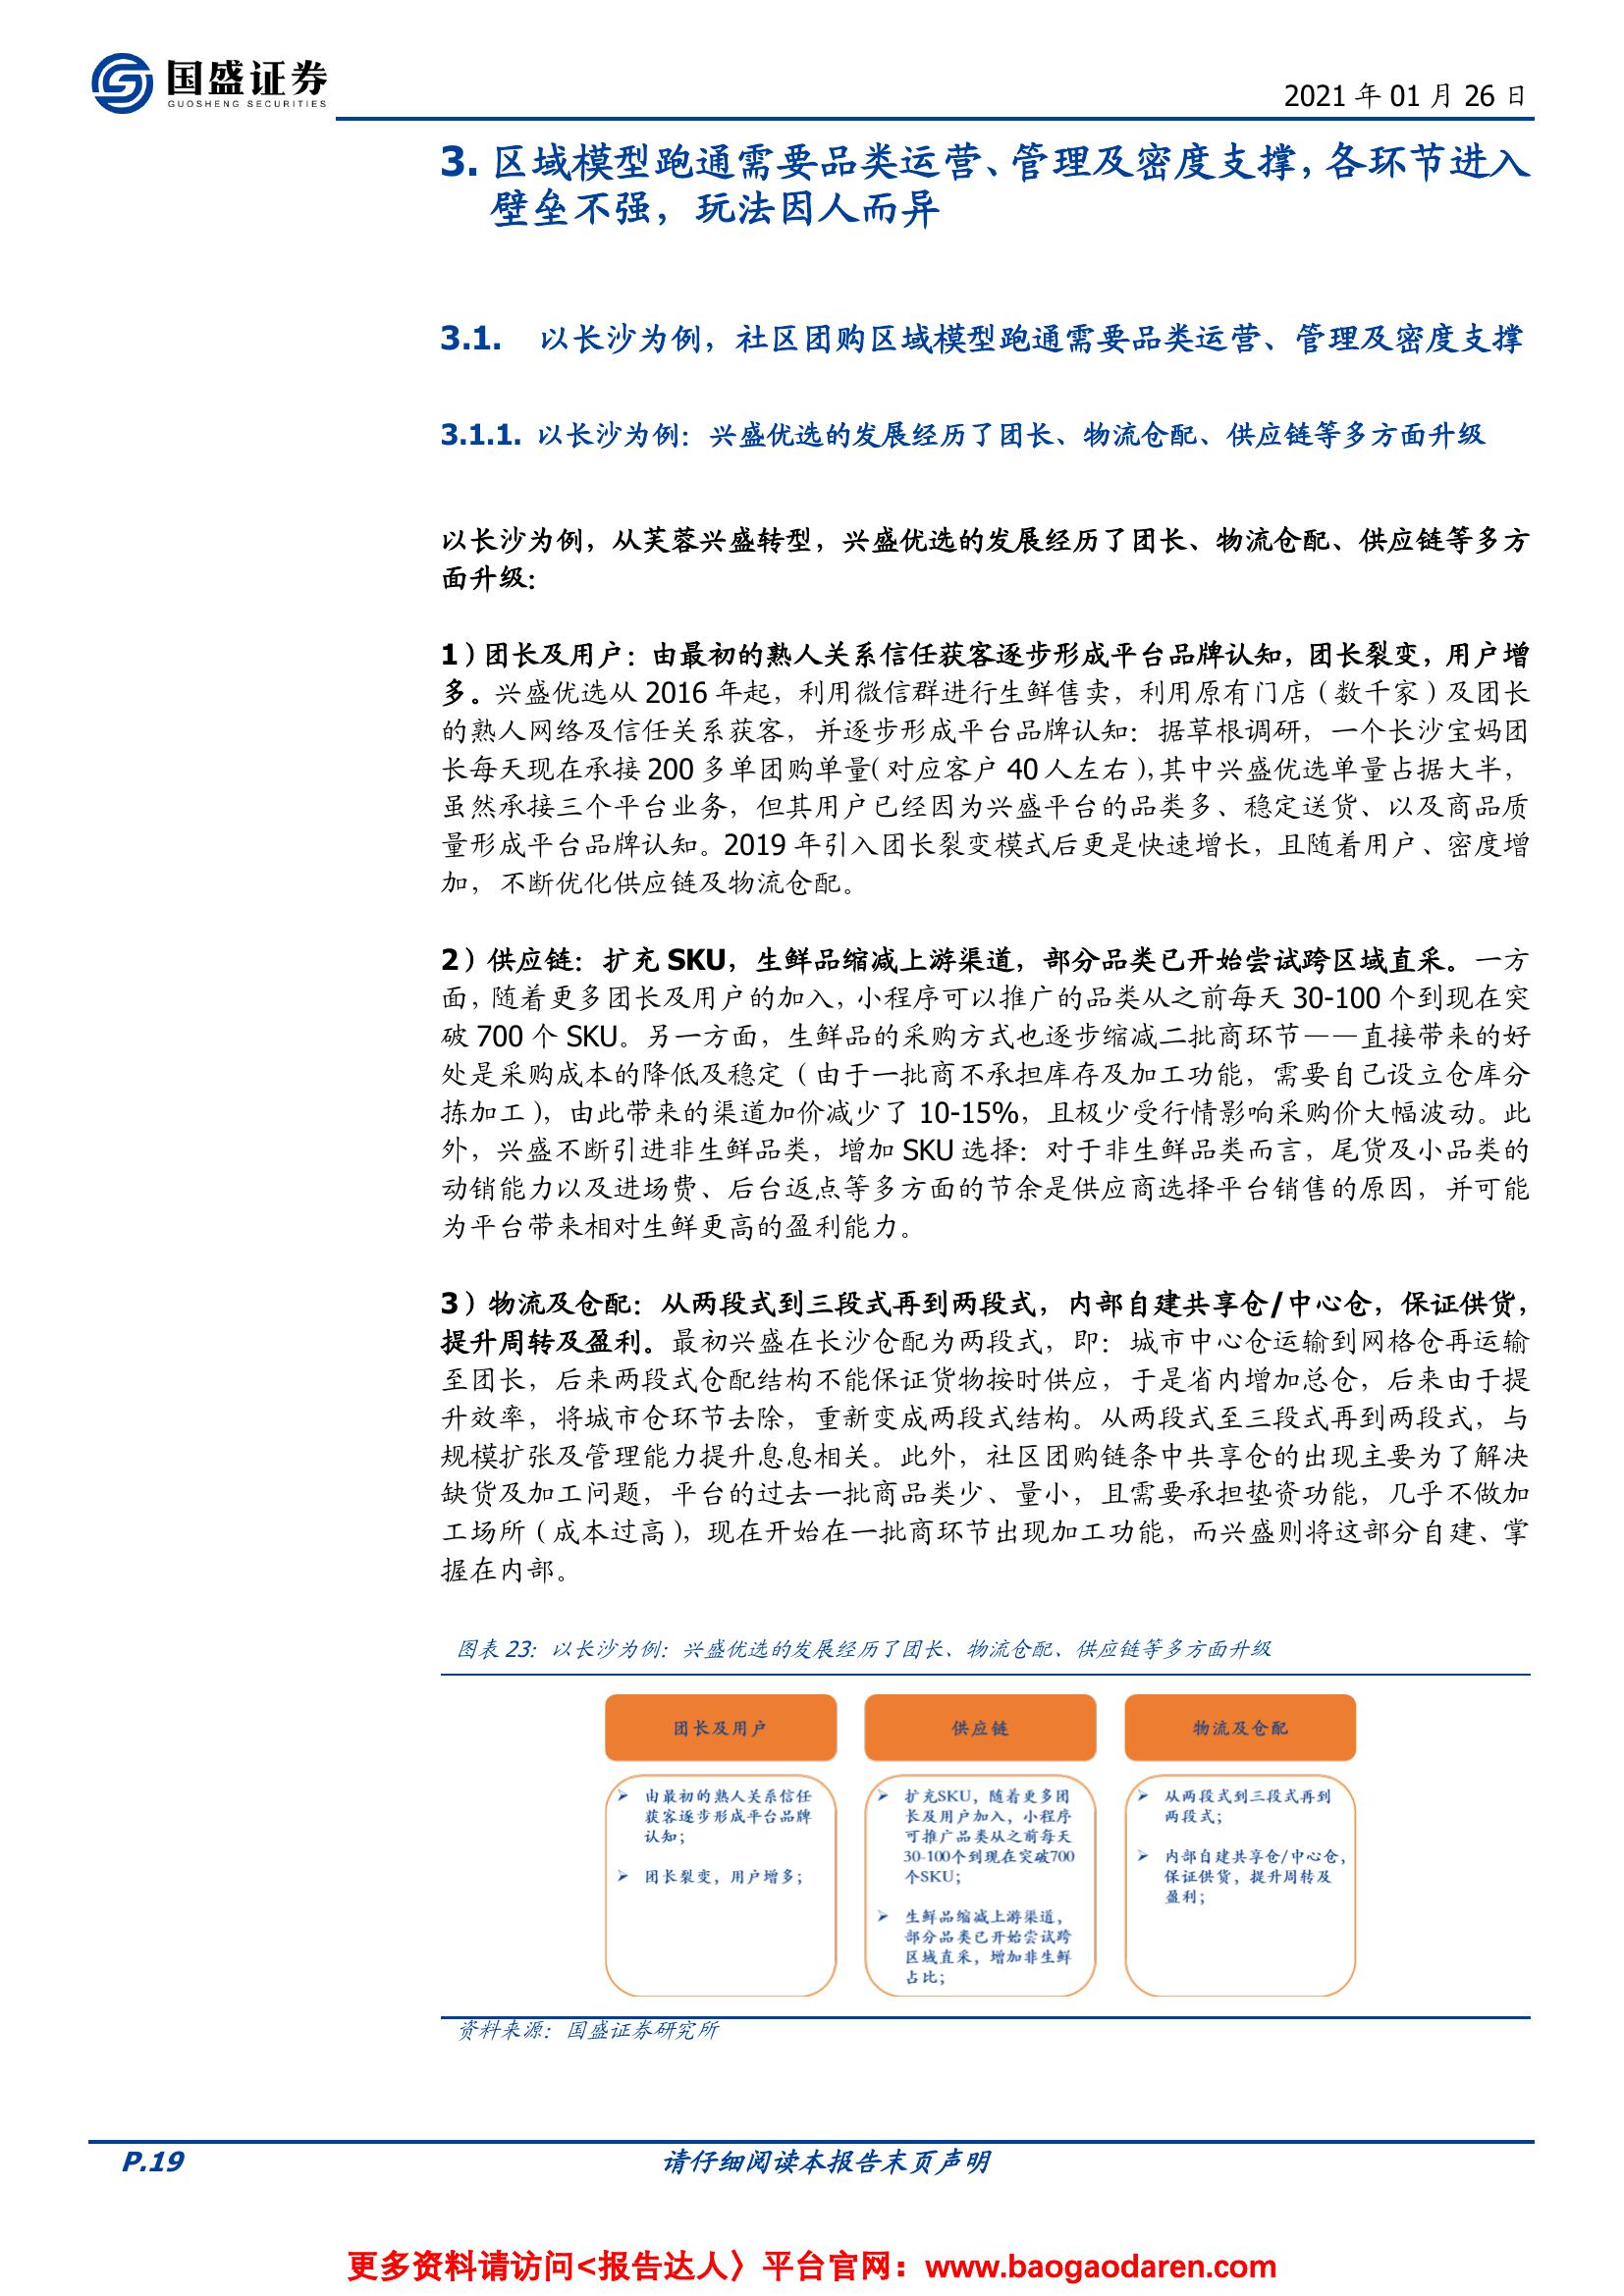 国盛证券
GUOSHENG SECURITIES
2021 年 01 月 26 日
3. 区域模型跑通需要品类运营、管理及密度支撑，各环节进入
壁垒不强，玩法因人而异
3.1. 以长沙为例，社区团购区域模型跑通需要品类运营、管理及密度支撑
3.1.1. 以长沙为例：兴盛优选的发展经历了团长、物流仓配、供应链等多方面升级
以长沙为例，从芙蓉兴盛转型，兴盛优选的发展经历了团长、物流仓配、供应链等多方
面升级：
1）团长及用户：由最初的熟人关系信任获客逐步形成平台品牌认知，团长裂变，用户增
多。兴盛优选从 2016 年起，利用微信群进行生鲜售卖，利用原有门店（数千家）及团长
的熟人网络及信任关系获客，并逐步形成平台品牌认知：据草根调研，一个长沙宝妈团
长每天现在承接 200 多单团购单量（对应客户 40 人左右），其中兴盛优选单量占据大半，
虽然承接三个平台业务，但其用户已经因为兴盛平台的品类多、稳定送货、以及商品质
量形成平台品牌认知。2019 年引入团长裂变模式后更是快速增长，且随着用户、密度增
加，不断优化供应链及物流仓配。
2）供应链：扩充 SKU，生鲜品缩减上游渠道，部分品类已开始尝试跨区域直采。一方
面，随着更多团长及用户的加入，小程序可以推广的品类从之前每天 30-100 个到现在突
破 700 个 SKU。另一方面，生鲜品的采购方式也逐步缩减二批商环节——直接带来的好
处是采购成本的降低及稳定（由于一批商不承担库存及加工功能，需要自己设立仓库分
拣加工），由此带来的渠道加价减少了 10-15%，且极少受行情影响采购价大幅波动。此
外，兴盛不断引进非生鲜品类，增加 SKU 选择：对于非生鲜品类而言，尾货及小品类的
动销能力以及进场费、后台返点等多方面的节余是供应商选择平台销售的原因，并可能
为平台带来相对生鲜更高的盈利能力。
3）物流及仓配：从两段式到三段式再到两段式，内部自建共享仓/中心仓，保证供货，
提升周转及盈利。最初兴盛在长沙仓配为两段式，即：城市中心仓运输到网格仓再运输
至团长，后来两段式仓配结构不能保证货物按时供应，于是省内增加总仓，后来由于提
升效率，将城市仓环节去除，重新变成两段式结构。从两段式至三段式再到两段式，与
规模扩张及管理能力提升息息相关。此外，社区团购链条中共享仓的出现主要为了解决
缺货及加工问题，平台的过去一批商品类少、量小，且需要承担垫资功能，几乎不做加
工场所（成本过高），现在开始在一批商环节出现加工功能，而兴盛则将这部分自建、掌
握在内部。
图表 23：以长沙为例：兴盛优选的发展经历了团长、物流仓配、供应链等多方面升级
团长及用户
➢ 由最初的熟人关系信任
获客逐步形成平台品牌
认知；
➢ 团长裂变，用户增多；
供应链
➢ 扩充SKU，随着更多团
长及用户加入，小程序
可推广品类从之前每天
30-100个到现在突破700
个SKU；
➢ 生鲜品缩减上游渠道，
部分品类已开始尝试跨
区域直采，增加非生鲜
占比；
物流及仓配
➢ 从两段式到三段式再到
两段式；
➢ 内部自建共享仓/中心仓，
保证供货，提升周转及
盈利；
资料来源：国盛证券研究所
P.19
请仔细阅读本报告末页声明
更多资料请访问<报告达人〉平台官网：www.baogaodaren.com